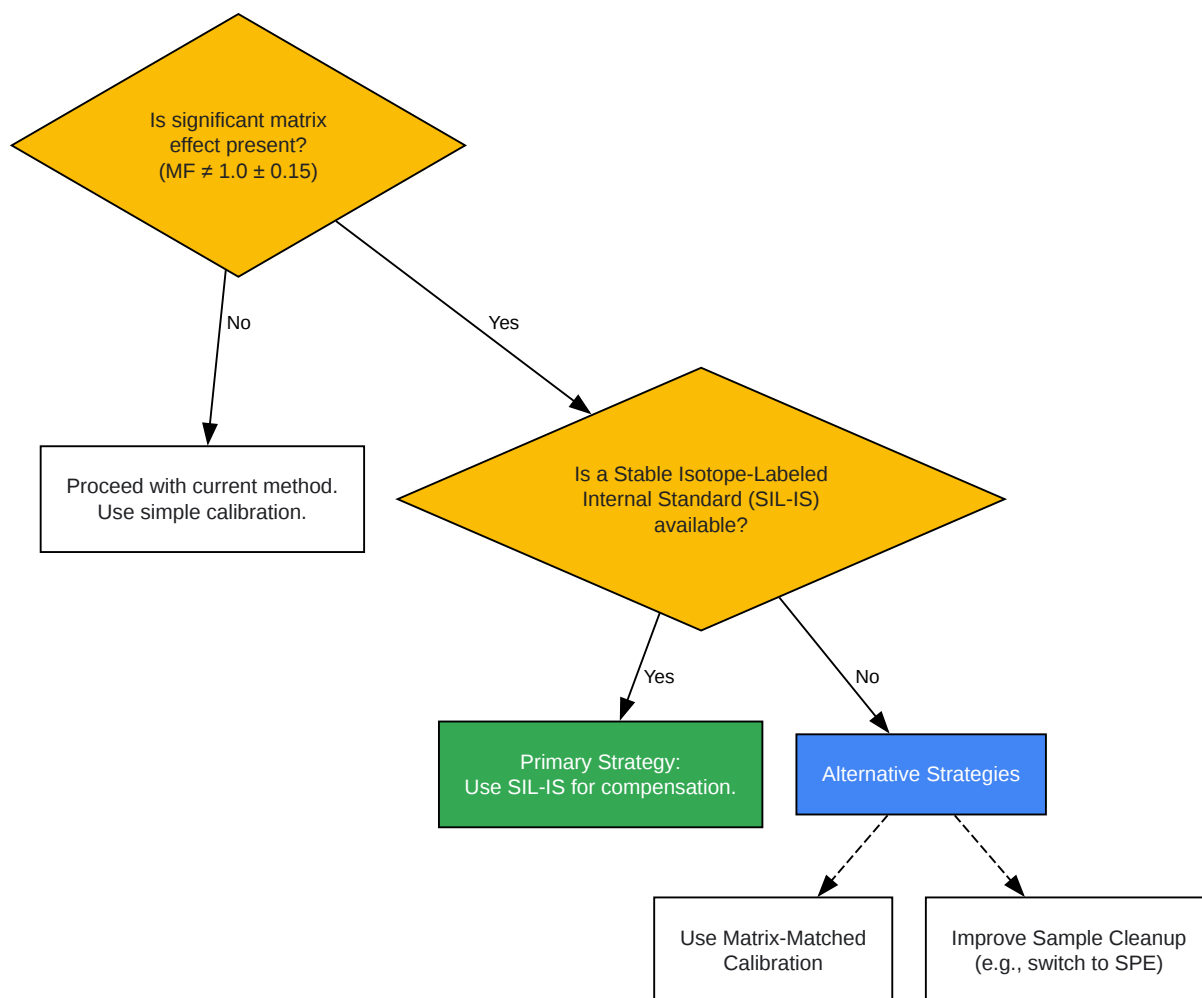 Is significant matrix
effect present?
(MF ≠ 1.0 ± 0.15)
No
Yes
Proceed with current method.
Use simple calibration.
Is a Stable Isotope-Labeled
Internal Standard (SIL-IS)
available?
Yes
No
Primary Strategy:
Use SIL-IS for compensation.
Alternative Strategies
Use Matrix-Matched
Calibration
Improve Sample Cleanup
(e.g., switch to SPE)